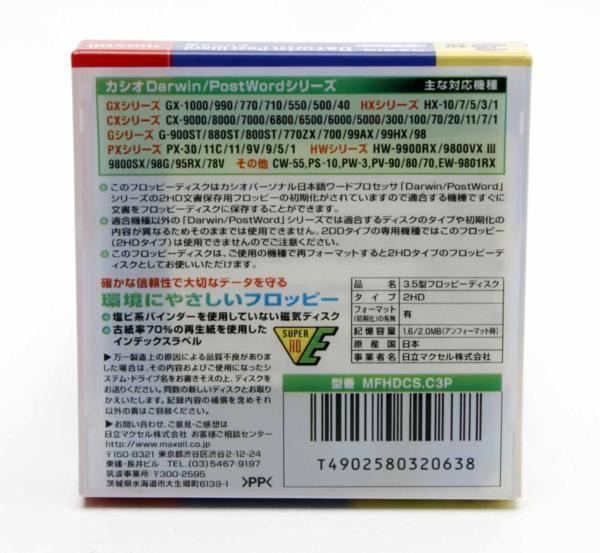 maxell
Darwin
PostWord
カシオDarwin/PostWordシリーズ 主な対応機種
GXシリーズ GX-1000/990/770/710/550/500/40 HXシリーズ HX-10/7/5/3/1
CXシリーズ CX-9000/8000/7000/6800/6500/6000/5000/300/100/70/20/11/7/1
Gシリーズ G-900ST/880ST/800ST/770ZX/700/99AX/99HX/98
PXシリーズ PX-30/11C/11/9V/9/5/1 HWシリーズ HW-9900RX/9800VX Ⅲ
9800SX/98G/95RX/78V その他 CW-55,PS-10,PW-3,PV-90/80/70,EW-9801RX
●このフロッピーディスクはカシオパーソナル日本語ワードプロセッサ「Darwin/PostWord」
シリーズの2HD文書保存用フロッピーの初期化がされていますので適合する機種ですぐに
文書をフロッピーディスクに保存することができます。
●適合機種以外の「Darwin/PostWord」シリーズでは適合するディスクのタイプや初期化の
内容が異なるためそのままでは使用できません。2DDタイプの専用機種ではこのフロッピー
(2HDタイプ)は使用できませんのでご注意ください。
●このフロッピーディスクは、ご使用の機種で再フォーマットすると2HDタイプのフロッピーデ
ィスクとしてお使いいただけます。
確かな信頼性で大切なデータを守る
環境にやさしいフロッピー
●塩ビ系バインダーを使用していない磁気ディスク
●古紙率70%の再生紙を使用した
インデックスラベル
SUPER
RD
E
品名 3.5型フロッピーディスク
タイプ 2HD
フォーマット(初期化)の有無 有
記憶容量 1.6/2.0MB(アンフォーマット時)
原産国 日本
事業者名 日立マクセル株式会社
▶万一製造上の原因による品質不良がありま
した場合は、その内容およびご使用になった
システム・ドライブ名をお書きそえの上、ディスク
をお送りください。同数の新しいディスクとお取り
かえいたします。記録内容の補償を含めそれ
以外の責はご容赦ください。
▶お問い合わせ、ご意見・ご感想は
日立マクセル株式会社 お客様ご相談センター
http://www.maxell.co.jp
〒150-8321 東京都渋谷区渋谷2-12-24
東建・長井ビル TEL(03)5467-9197
筑波事業所:〒300-2595
茨城県水海道市大生郷町6139-1
>PP<
型番 MFHDCS.C3P
T4902580320638